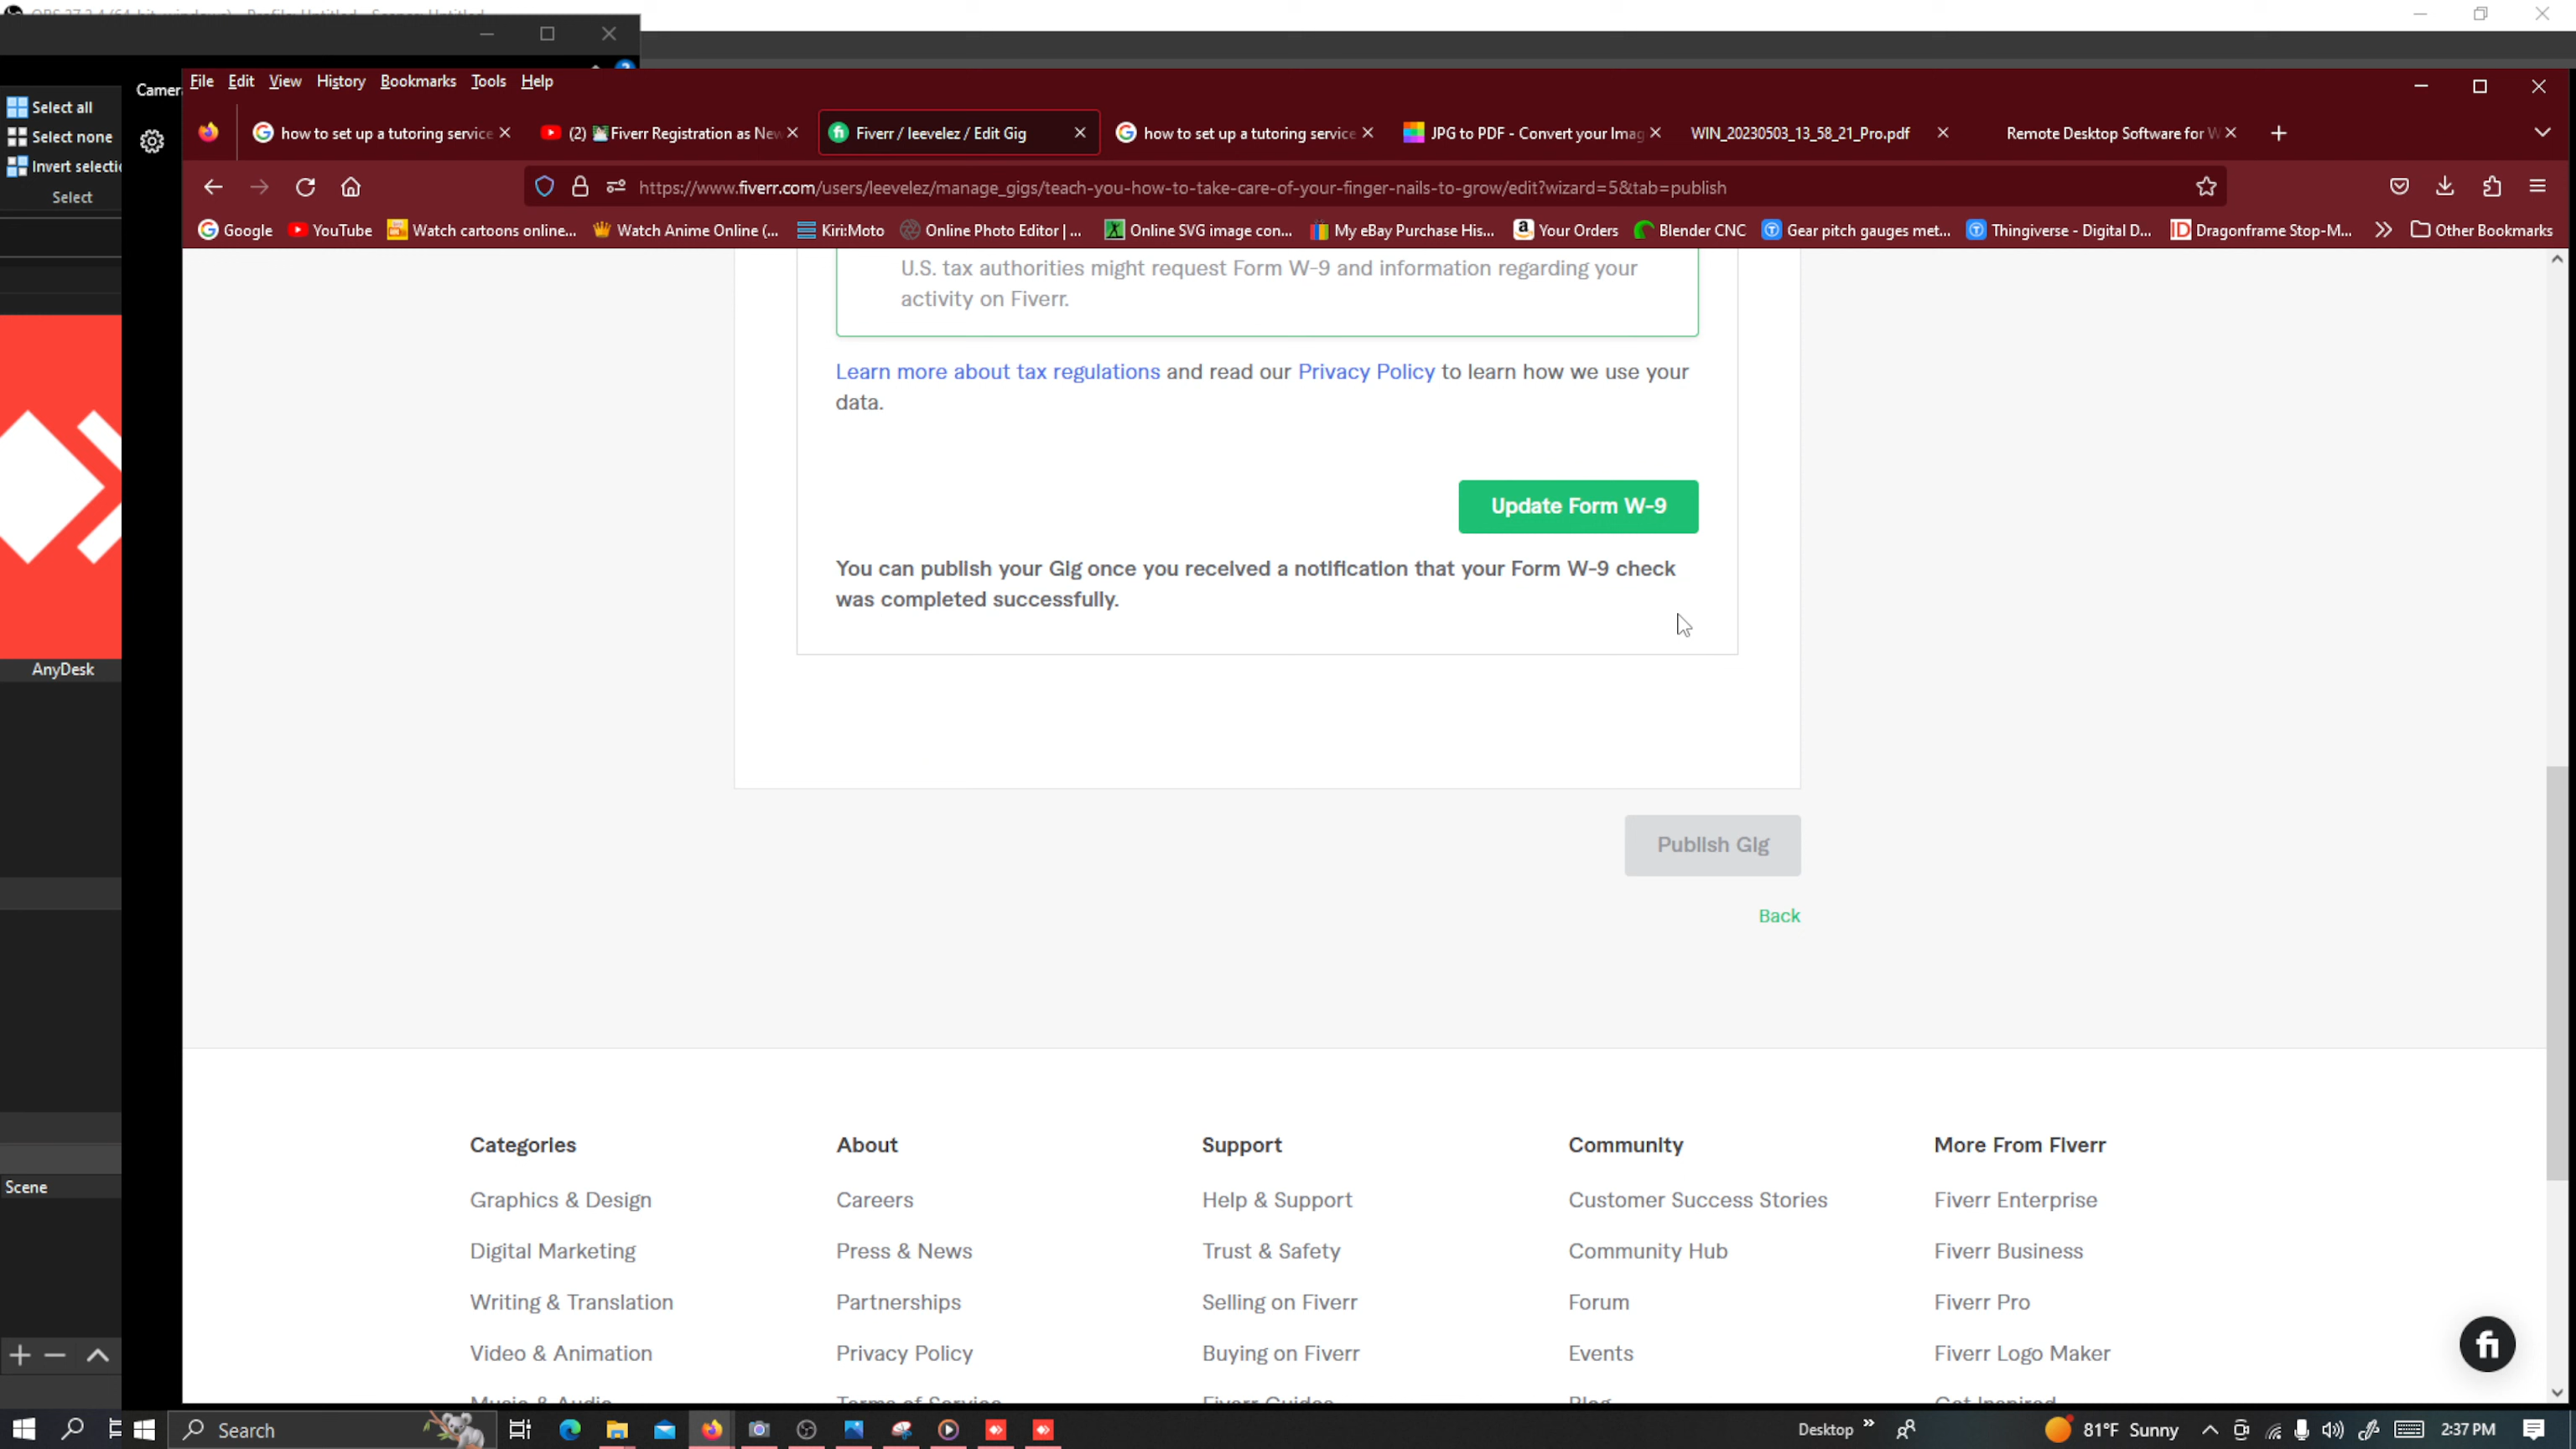 Select all
Select none
Select
AnyDesk
Scene
File Edit View History Bookmarks Tools Help
how to set up a tutoring service
(2) Fiverr Registration as New
Fiverr / leevelez / Edit Gig
how to set up a tutoring service
JPG to PDF - Convert your Imag
WIN_20230503_13_58_21_Pro.pdf
Remote Desktop Software for W
https://www.fiverr.com/users/leevelez/manage_gigs/teach-you-how-to-take-care-of-your-finger-nails-to-grow/edit?wizard=5&tab=publish
Google YouTube Watch cartoons online... Watch Anime Online (... Kiri:Moto Online Photo Editor | ... Online SVG image con... My eBay Purchase His... Your Orders Blender CNC Gear pitch gauges met... Thingiverse - Digital D... Dragonframe Stop-M... Other Bookmarks
U.S. tax authorities might request Form W-9 and information regarding your
activity on Fiverr.
Learn more about tax regulations and read our Privacy Policy to learn how we use your
data.
Update Form W-9
You can publish your Gig once you received a notification that your Form W-9 check
was completed successfully.
Publish Gig
Back
Categories
Graphics & Design
Digital Marketing
Writing & Translation
Video & Animation
Music & Audio
About
Careers
Press & News
Partnerships
Privacy Policy
Terms of Service
Support
Help & Support
Trust & Safety
Selling on Fiverr
Buying on Fiverr
Fiverr Guides
Community
Customer Success Stories
Community Hub
Forum
Events
Blog
More From Fiverr
Fiverr Enterprise
Fiverr Business
Fiverr Pro
Fiverr Logo Maker
Get Inspired
fi
Search
Desktop
81°F Sunny
2:37 PM